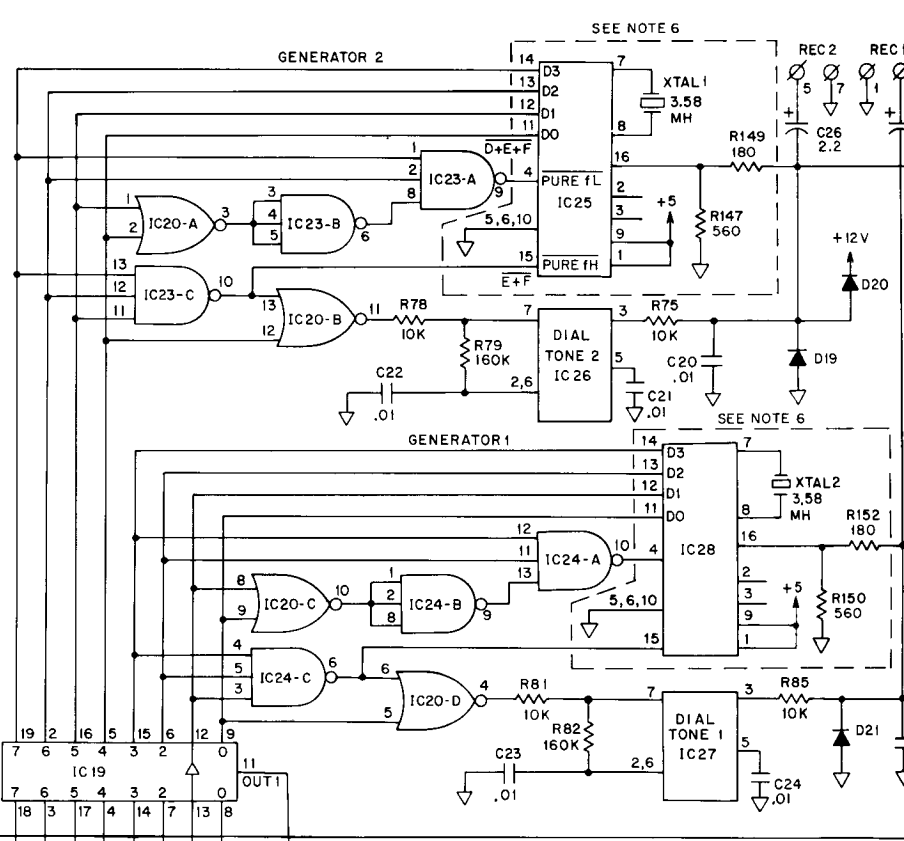 SEE NOTE 6
GENERATOR 2
REC 2
REC 1
14 D3 7
5 7 1
13 D2
XTAL1
3.58
MH
12 D1
11 D0 8
+
+
C26
2.2
D+E+F
R149
180
1
2
8
IC23-A
9
4
PURE fL
IC25
16
2
3
+5
R147
560
1
2
IC20-A
3
3
4
5
IC23-B
6
5,6,10
9
1
+12V
D20
13
12
11
IC23-C
10
15
PURE fH
E+F
13
12
IC20-B
11
R78
10K
7
DIAL
TONE 2
IC26
3
R75
10K
R79
160K
5
C20
.01
D19
C22
.01
2,6
C21
.01
SEE NOTE 6
GENERATOR 1
14 D3 7
13 D2
XTAL2
3,58
MH
12 D1
11 D0 8
R152
180
12
11
13
IC24-A
10
4
IC28
16
8
9
IC20-C
10
1
2
8
IC24-B
9
5,6,10
2
3
9
1
+5
R150
560
4
5
3
IC24-C
6
15
6
5
IC20-D
4
R81
10K
7
DIAL
TONE 1
IC27
3
R85
10K
R82
160K
5
D21
C23
.01
2,6
C24
.01
19 2 16 5 15 6 12 9
7 6 5 4 3 2 0
IC19
11
OUT1
7 6 5 4 3 2 0
18 3 17 4 14 7 13 8